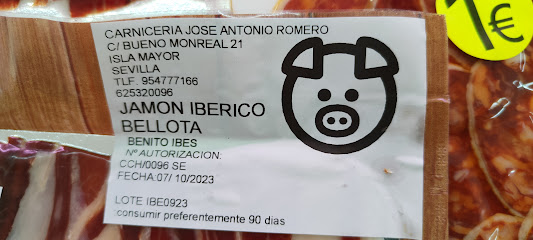 CARNICERIA JOSE ANTONIO ROMERO
C/ BUENO MONREAL 21
ISLA MAYOR
SEVILLA
TLF. 954777166
625320096
JAMON IBERICO
BELLOTA
BENITO IBES
Nº AUTORIZACION:
CCH/0096 SE
FECHA:07/ 10/2023
LOTE IBE0923
consumir preferentemente 90 dias
1€